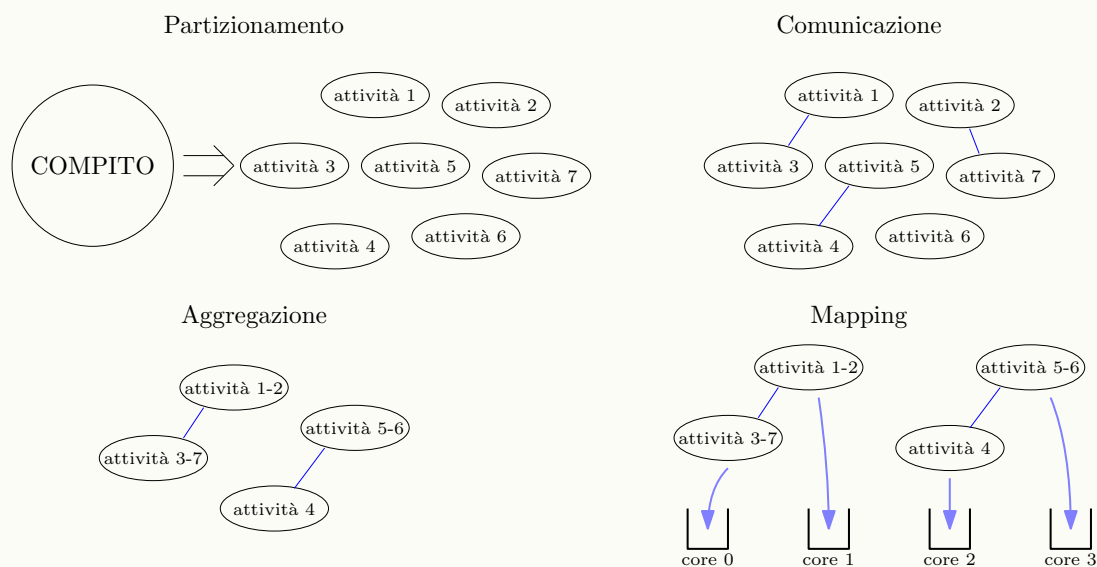 Partizionamento
COMPITO
attività 1
attività 2
attività 3
attività 5
attività 7
attività 4
attività 6
Comunicazione
attività 1
attività 2
attività 3
attività 5
attività 7
attività 4
attività 6
Aggregazione
attività 1-2
attività 5-6
attività 3-7
attività 4
Mapping
attività 1-2
attività 5-6
attività 3-7
attività 4
core 0
core 1
core 2
core 3